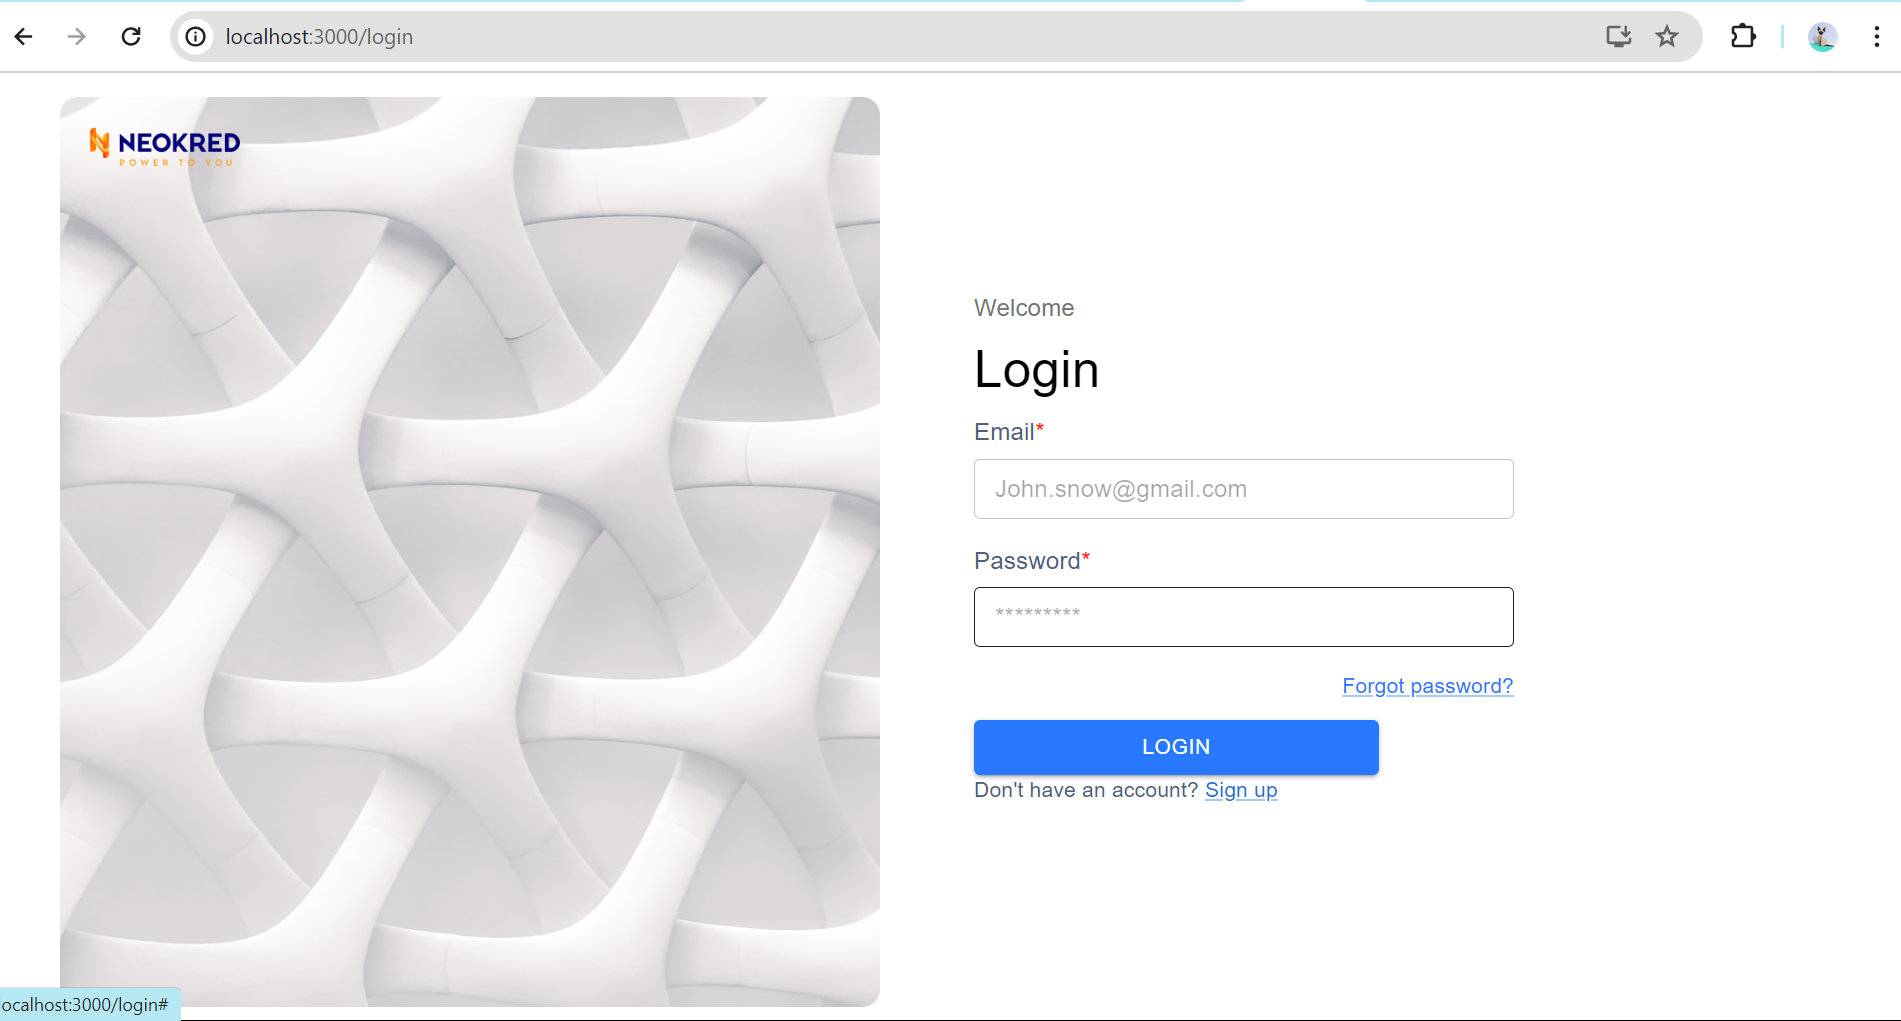 localhost:3000/login
NEOKRED
POWER TO YOU
Welcome
Login
Email*
John.snow@gmail.com
Password*
*********
Forgot password?
LOGIN
Don't have an account? Sign up
localhost:3000/login#